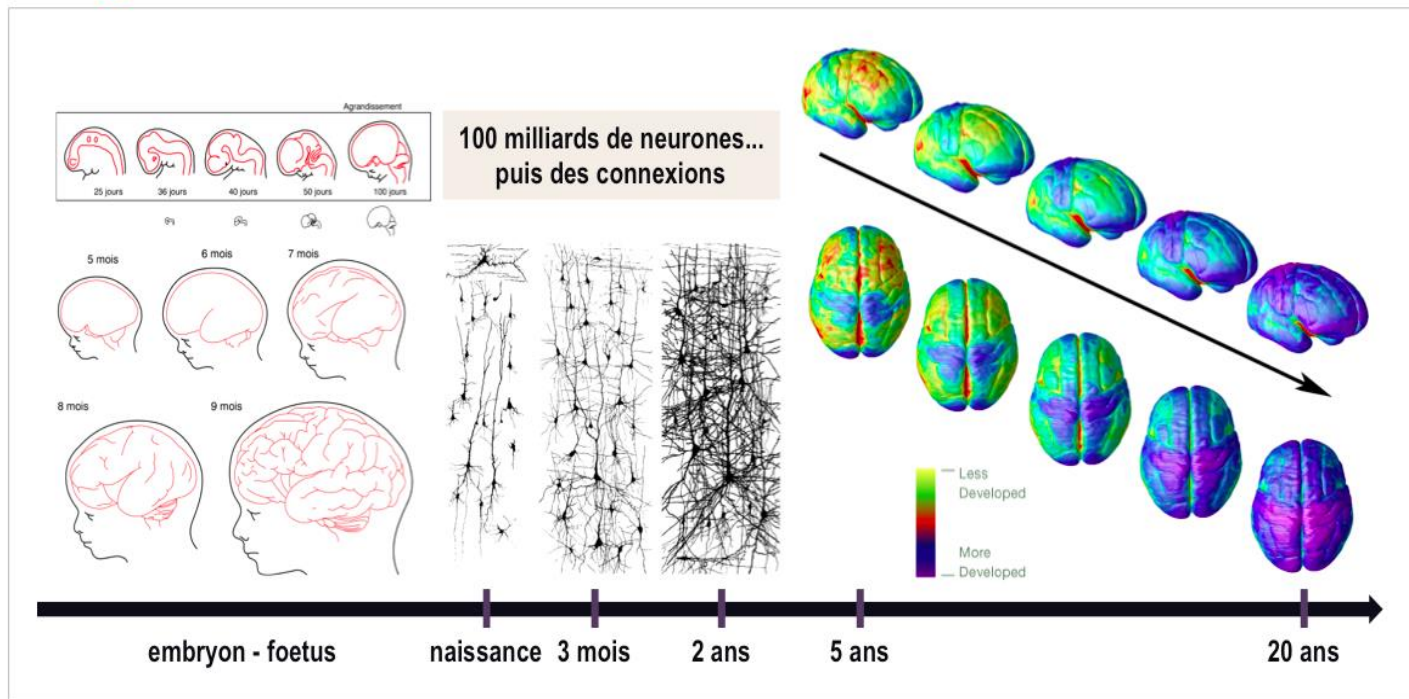 Agrandissement
25 jours
36 jours
40 jours
50 jours
100 jours
5 mois
6 mois
7 mois
8 mois
9 mois
100 milliards de neurones...
puis des connexions
Less
Developed
More
Developed
embryon - foetus
naissance
3 mois
2 ans
5 ans
20 ans